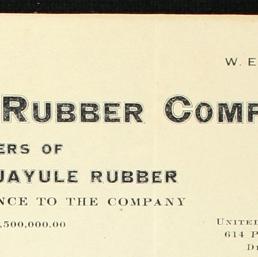 W. E
RUBBER COMP
ERS OF
UAYULE RUBBER
NCE TO THE COMPANY
,500,000.00
UNITED
614 P